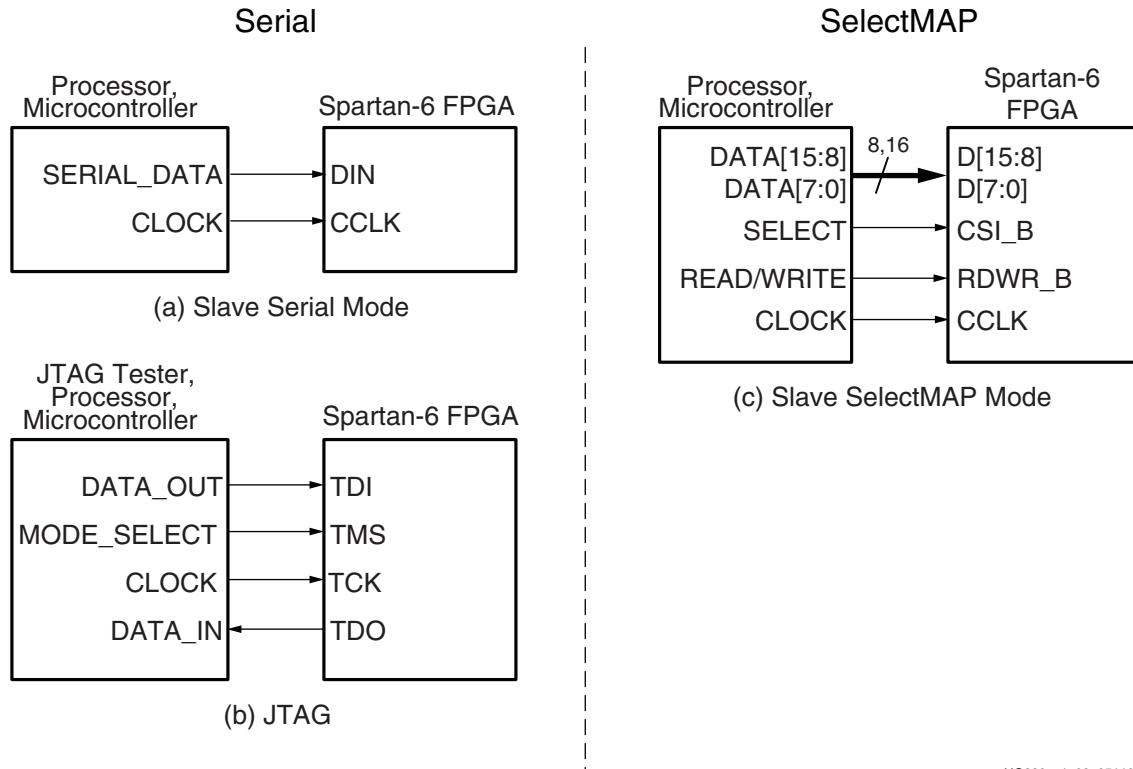 Serial
Processor,
Microcontroller
Spartan-6 FPGA
SERIAL_DATA
DIN
CLOCK
CCLK
(a) Slave Serial Mode
JTAG Tester,
Processor,
Microcontroller
Spartan-6 FPGA
DATA_OUT
TDI
MODE_SELECT
TMS
CLOCK
TCK
DATA_IN
TDO
(b) JTAG
SelectMAP
Processor,
Microcontroller
Spartan-6
FPGA
DATA[15:8]
8,16
D[15:8]
DATA[7:0]
D[7:0]
SELECT
CSI_B
READ/WRITE
RDWR_B
CLOCK
CCLK
(c) Slave SelectMAP Mode